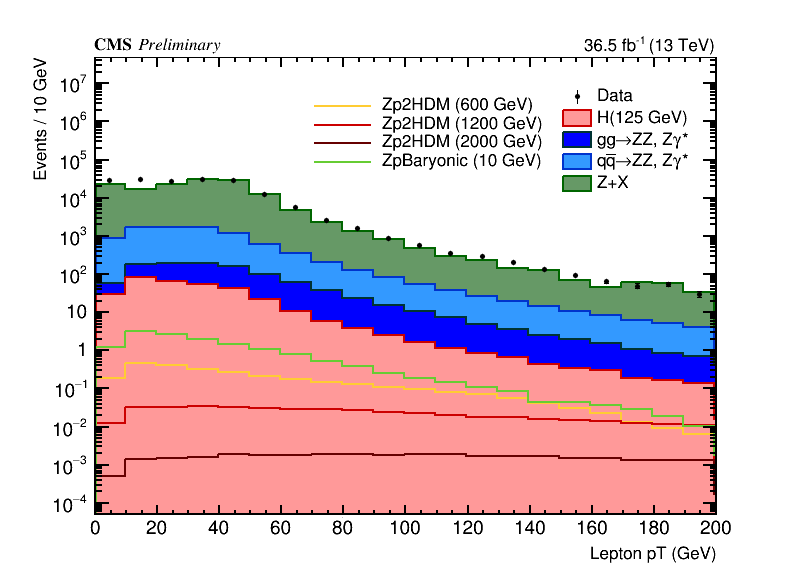 CMS Preliminary 36.5 fb⁻¹ (13 TeV)
Events / 10 GeV
10⁷
10⁶
10⁵
10⁴
10³
10²
10
1
10⁻¹
10⁻²
10⁻³
10⁻⁴
Zp2HDM (600 GeV)
Zp2HDM (1200 GeV)
Zp2HDM (2000 GeV)
ZpBaryonic (10 GeV)
Data
H(125 GeV)
gg→ZZ, Zγ*
qq̅→ZZ, Zγ*
Z+X
0 20 40 60 80 100 120 140 160 180 200
Lepton pT (GeV)